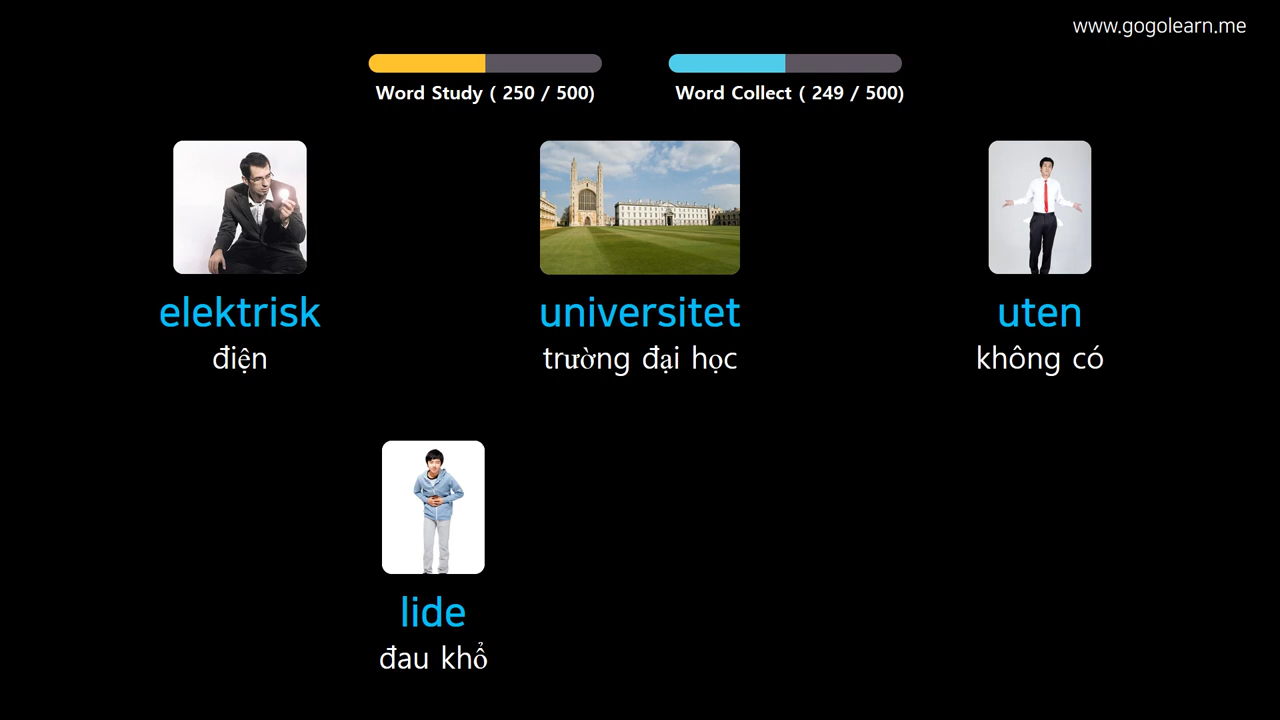 www.gogolearn.me
Word Study ( 250 / 500)
Word Collect ( 249 / 500)
elektrisk
universitet
uten
điện
trường đại học
không có
lide
đau khổ